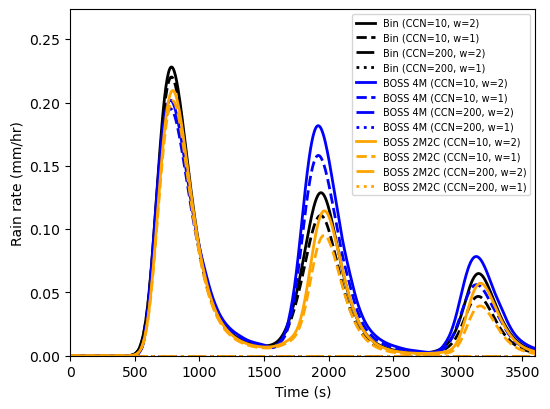 Bin (CCN=10, w=2)
Bin (CCN=10, w=1)
Bin (CCN=200, w=2)
Bin (CCN=200, w=1)
BOSS 4M (CCN=10, w=2)
BOSS 4M (CCN=10, w=1)
BOSS 4M (CCN=200, w=2)
BOSS 4M (CCN=200, w=1)
BOSS 2M2C (CCN=10, w=2)
BOSS 2M2C (CCN=10, w=1)
BOSS 2M2C (CCN=200, w=2)
BOSS 2M2C (CCN=200, w=1)
Rain rate (mm/hr)
0.25
0.20
0.15
0.10
0.05
0.00
0 500 1000 1500 2000 2500 3000 3500
Time (s)